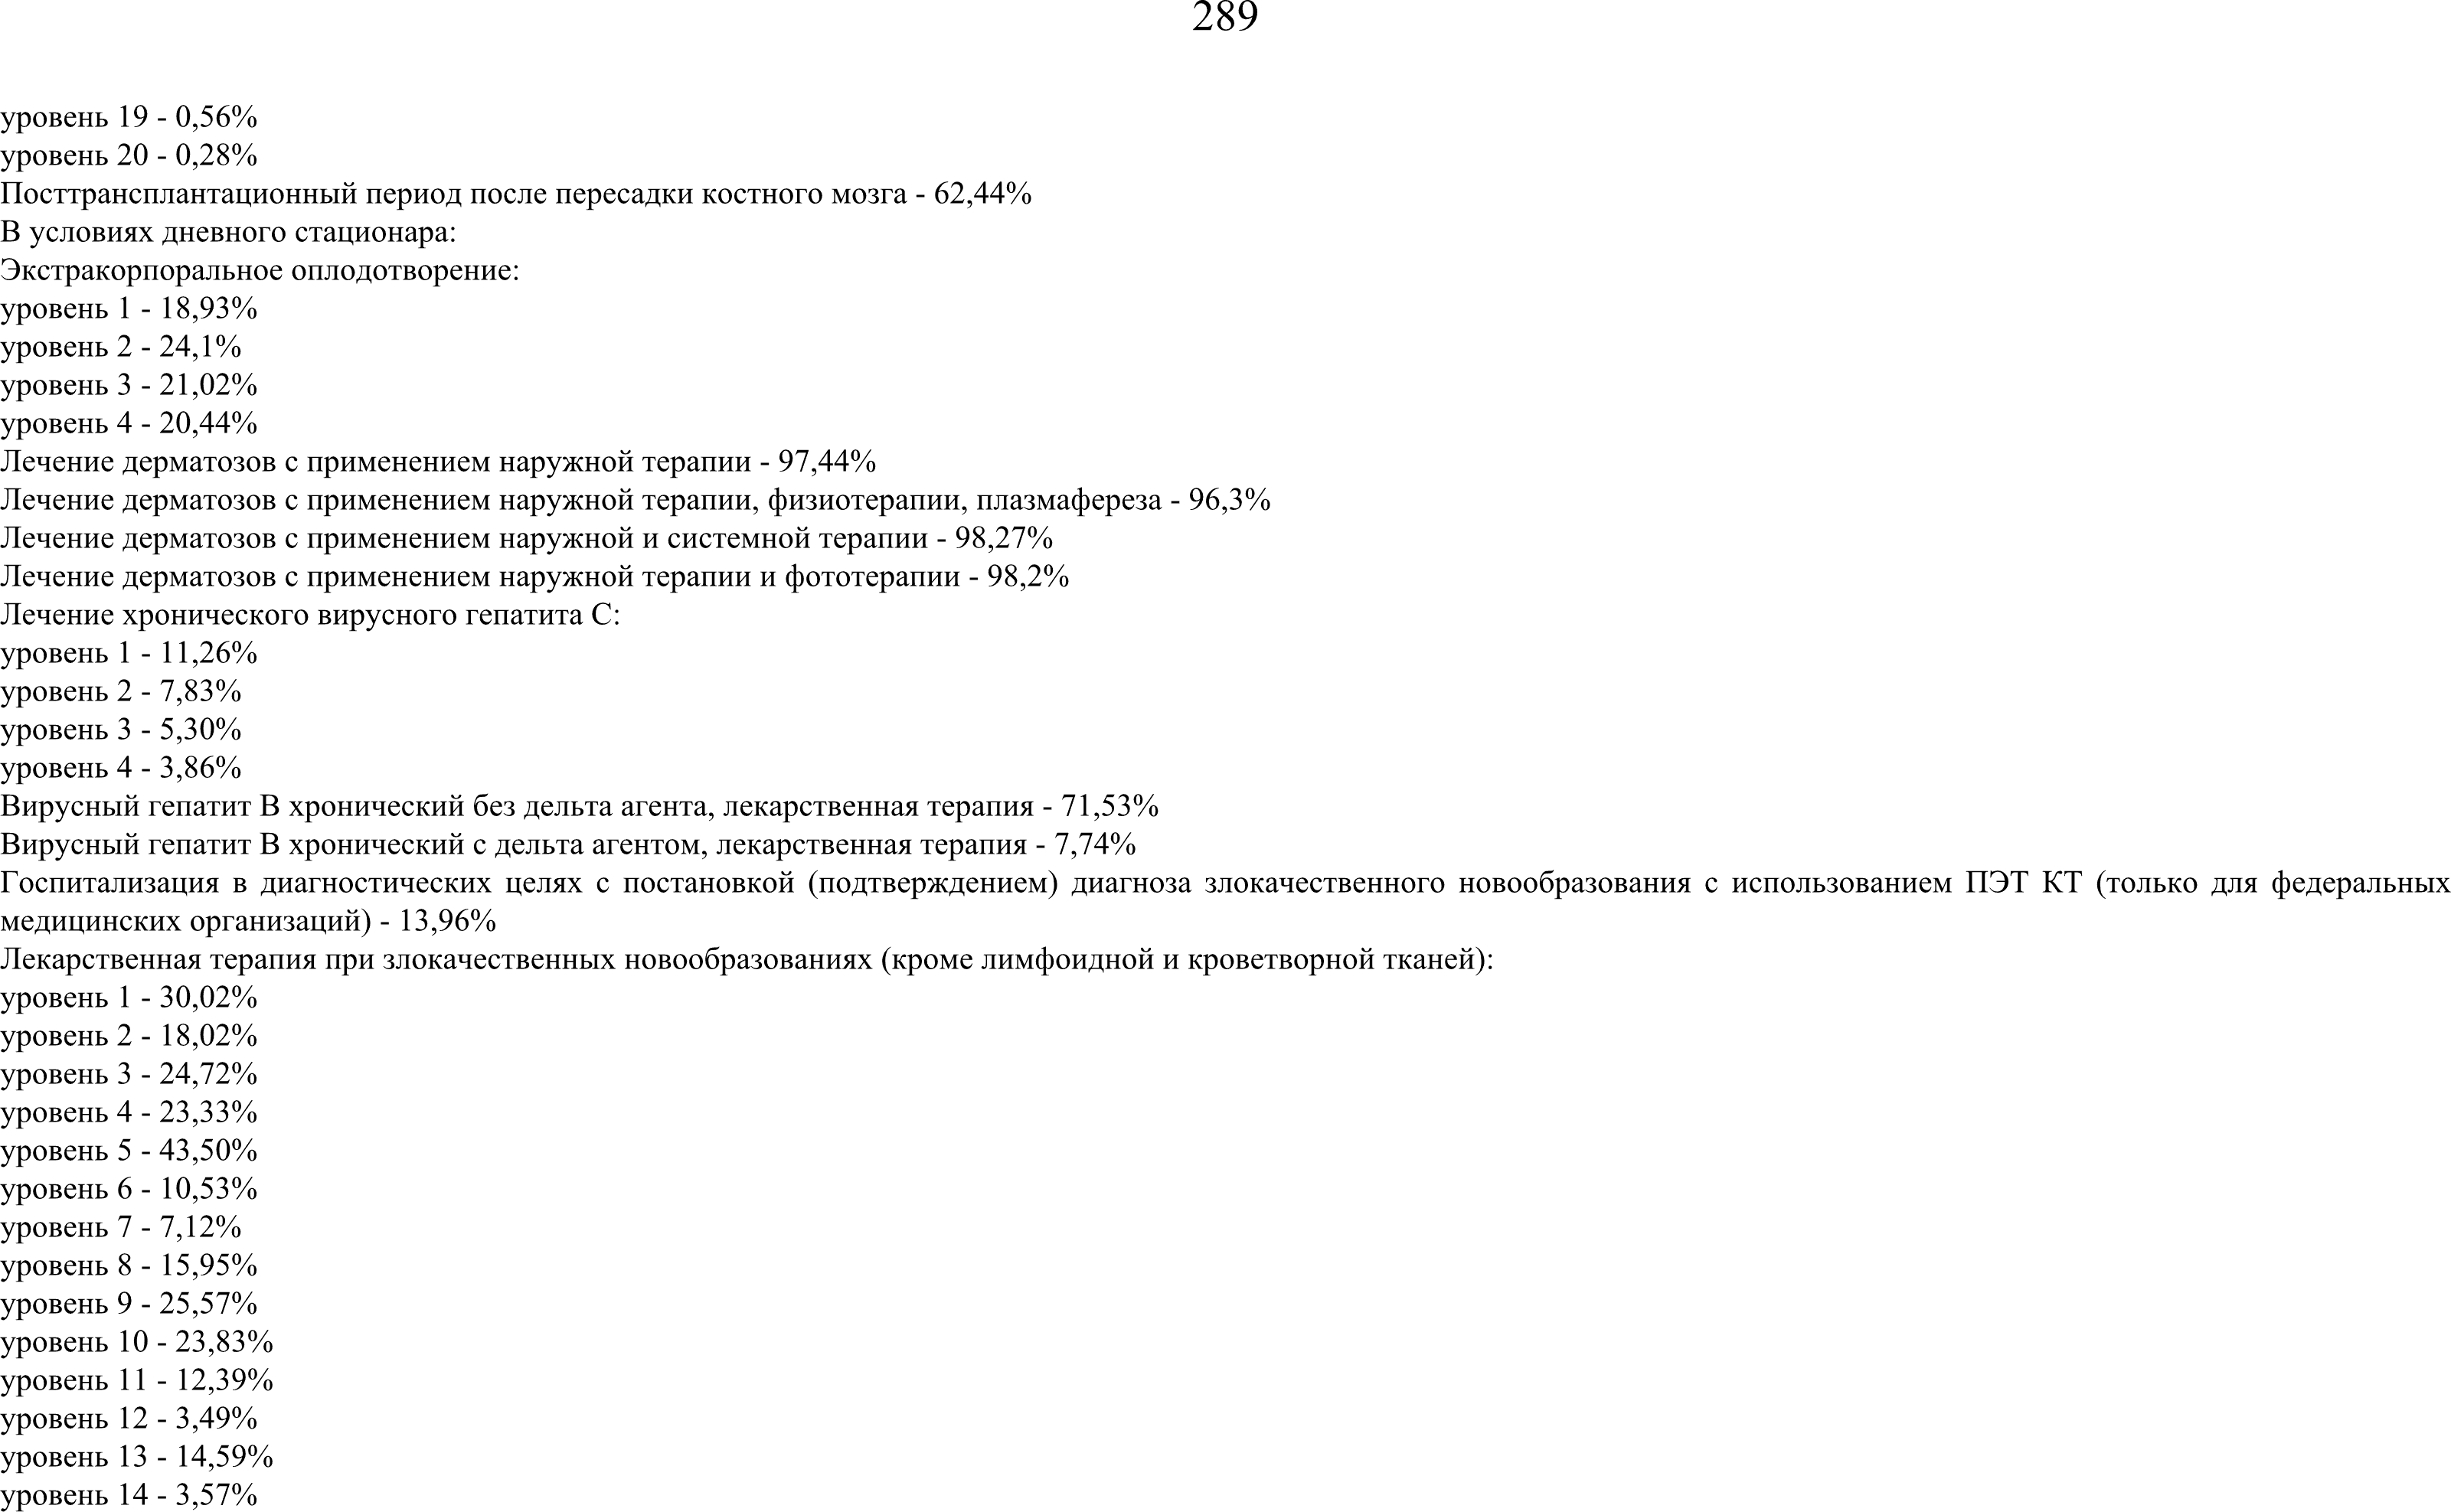 289
уровень 19 - 0,56%
уровень 20 - 0,28%
Посттрансплантационный период после пересадки костного мозга - 62,44%
В условиях дневного стационара:
Экстракорпоральное оплодотворение:
уровень 1 - 18,93%
уровень 2 - 24,1%
уровень 3 - 21,02%
уровень 4 - 20,44%
Лечение дерматозов с применением наружной терапии - 97,44%
Лечение дерматозов с применением наружной терапии, физиотерапии, плазмафереза - 96,3%
Лечение дерматозов с применением наружной и системной терапии - 98,27%
Лечение дерматозов с применением наружной терапии и фототерапии - 98,2%
Лечение хронического вирусного гепатита С:
уровень 1 - 11,26%
уровень 2 - 7,83%
уровень 3 - 5,30%
уровень 4 - 3,86%
Вирусный гепатит В хронический без дельта агента, лекарственная терапия - 71,53%
Вирусный гепатит В хронический с дельта агентом, лекарственная терапия - 7,74%
Госпитализация в диагностических целях с постановкой (подтверждением) диагноза злокачественного новообразования с использованием ПЭТ КТ (только для федеральных
медицинских организаций) - 13,96%
Лекарственная терапия при злокачественных новообразованиях (кроме лимфоидной и кроветворной тканей):
уровень 1 - 30,02%
уровень 2 - 18,02%
уровень 3 - 24,72%
уровень 4 - 23,33%
уровень 5 - 43,50%
уровень 6 - 10,53%
уровень 7 - 7,12%
уровень 8 - 15,95%
уровень 9 - 25,57%
уровень 10 - 23,83%
уровень 11 - 12,39%
уровень 12 - 3,49%
уровень 13 - 14,59%
уровень 14 - 3,57%